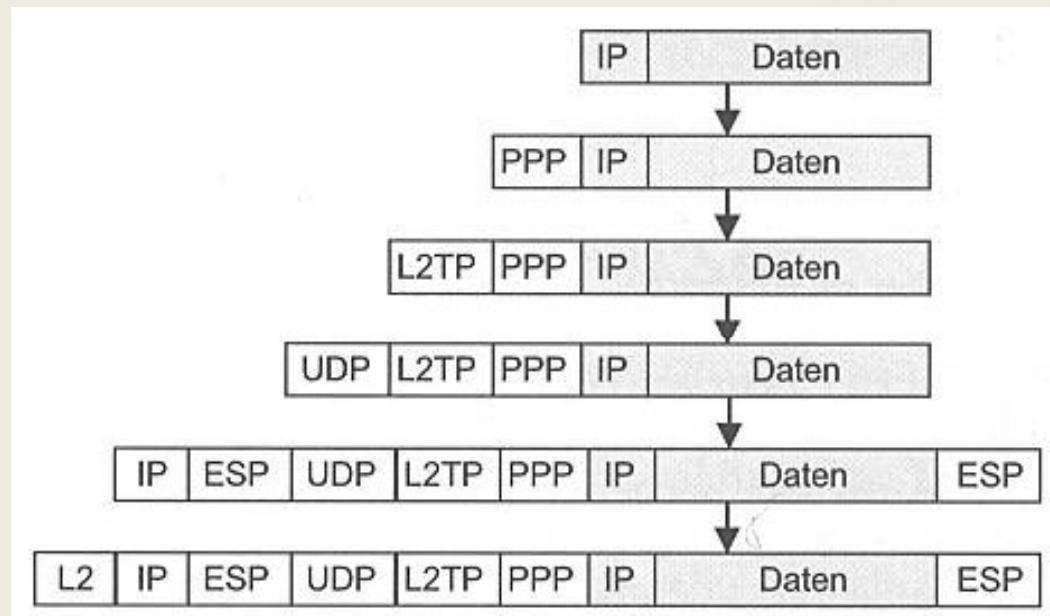 IP Daten
PPP IP Daten
L2TP PPP IP Daten
UDP L2TP PPP IP Daten
IP ESP UDP L2TP PPP IP Daten ESP
L2 IP ESP UDP L2TP PPP IP Daten ESP